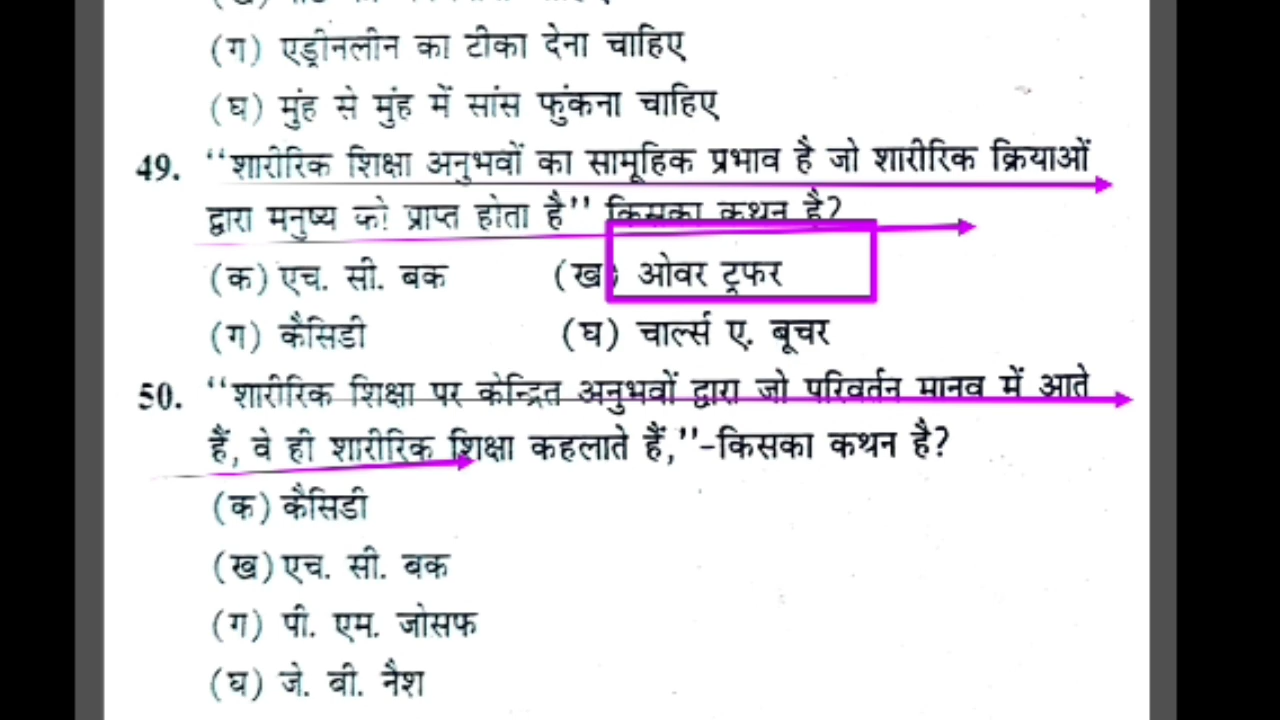 (ग) एड्रीनलीन का टीका देना चाहिए
(घ) मुंह से मुंह में सांस फुंकना चाहिए
49. ‘‘शारीरिक शिक्षा अनुभवों का सामूहिक प्रभाव है जो शारीरिक क्रियाओं
द्वारा मनुष्य को प्राप्त होता है’’ किसका कथन है?
(क) एच. सी. बक (ख) ओवर ट्रफर
(ग) कैसिडी (घ) चार्ल्स ए. बूचर
50. ‘‘शारीरिक शिक्षा पर केन्द्रित अनुभवों द्वारा जो परिवर्तन मानव में आते
हैं, वे ही शारीरिक शिक्षा कहलाते हैं,’’-किसका कथन है?
(क) कैसिडी
(ख) एच. सी. बक
(ग) पी. एम. जोसफ
(घ) जे. बी. नैश